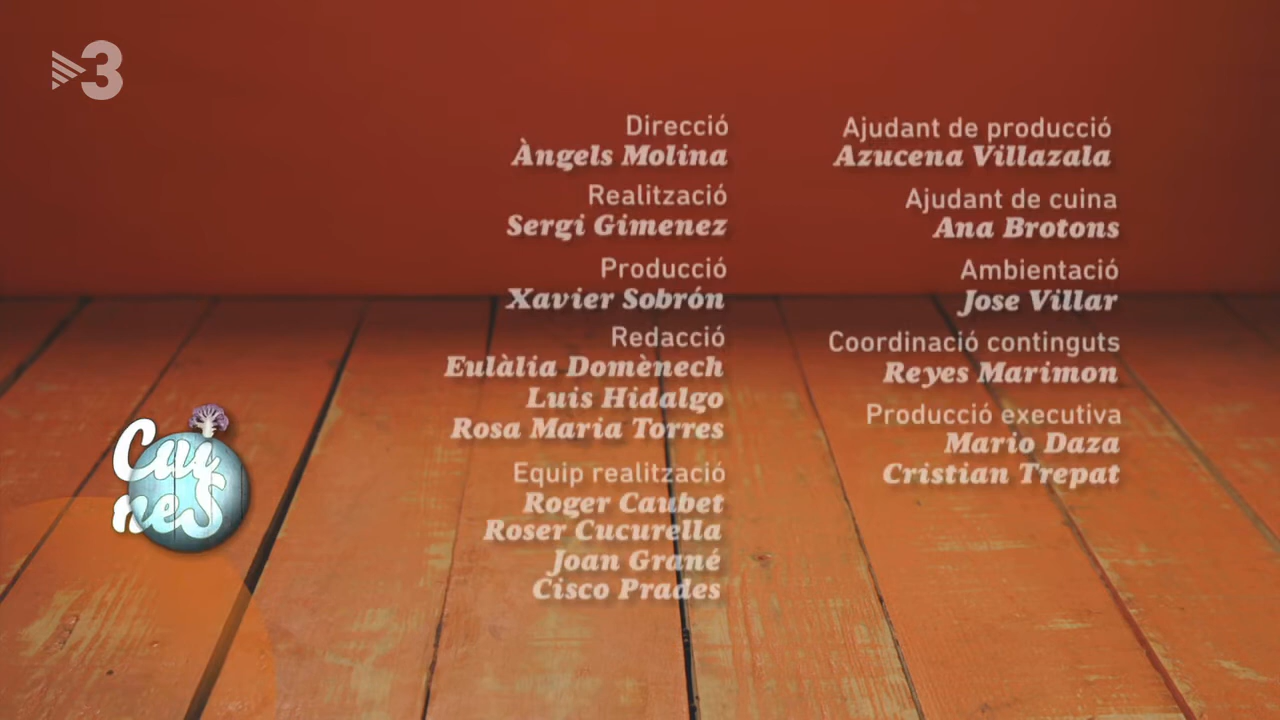 3
Direcció
Àngels Molina
Realització
Sergi Gimenez
Producció
Xavier Sobrón
Redacció
Eulàlia Domènech
Luis Hidalgo
Rosa Maria Torres
Equip realització
Roger Caubet
Roser Cucurella
Joan Grané
Cisco Prades
Ajudant de producció
Azucena Villazala
Ajudant de cuina
Ana Brotons
Ambientació
Jose Villar
Coordinació continguts
Reyes Marimon
Producció executiva
Mario Daza
Cristian Trepat
Cuy
nes